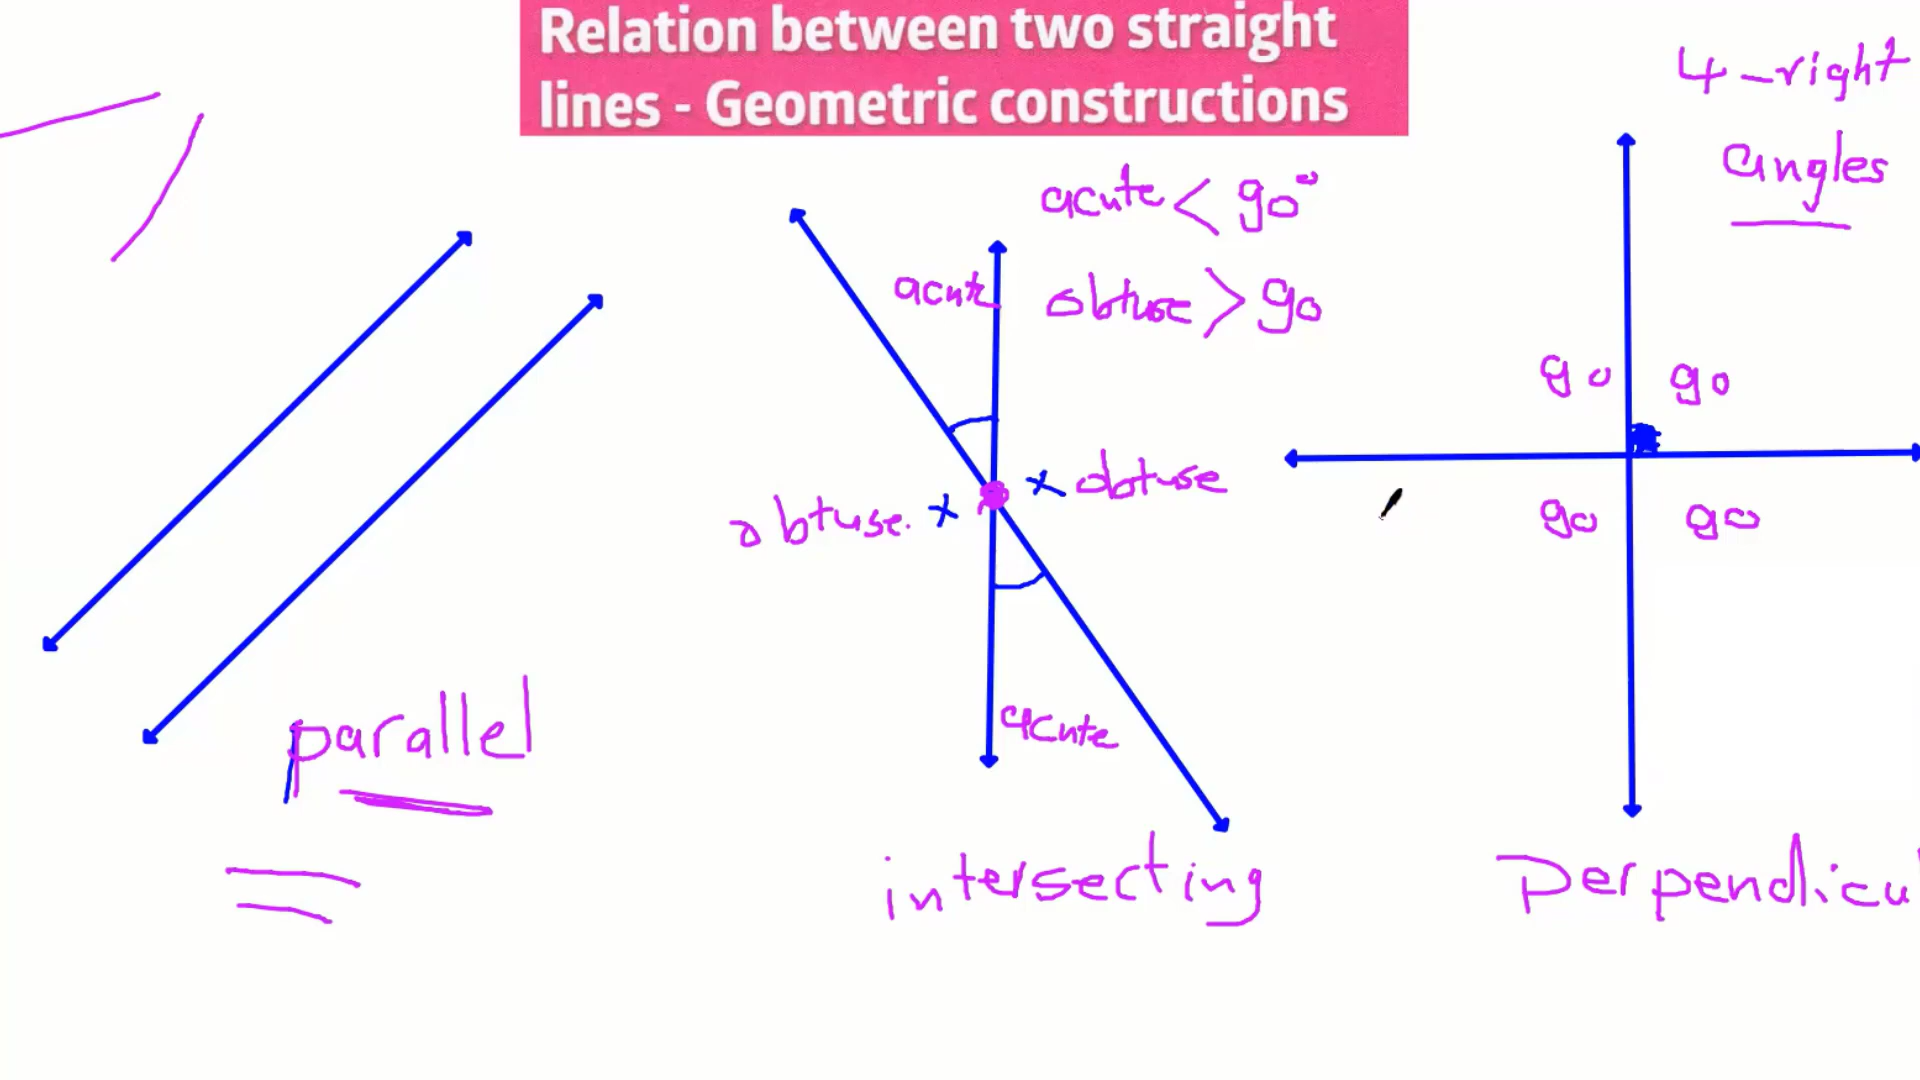 Relation between two straight
lines - Geometric constructions
4 - right
angles
acute < 90°
acute
obtuse > 90
90 90
obtuse
obtuse.
90 90
acute
parallel
intersecting
Perpendicu